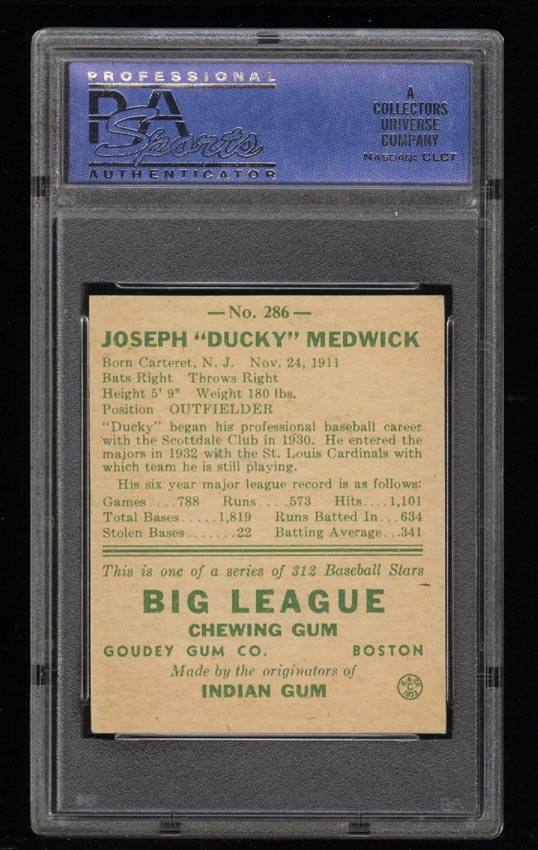 PROFESSIONAL
PSA
Sports
AUTHENTICATOR
A
COLLECTORS
UNIVERSE
COMPANY
NASDAQ: CLCT
— No. 286 —
JOSEPH "DUCKY" MEDWICK
Born Carteret, N. J. Nov. 24, 1911
Bats Right Throws Right
Height 5' 9" Weight 180 lbs.
Position OUTFIELDER
"Ducky" began his professional baseball career
with the Scottdale Club in 1930. He entered the
majors in 1932 with the St. Louis Cardinals with
which team he is still playing.
His six year major league record is as follows:
Games....788 Runs....573 Hits....1,101
Total Bases.....1,819 Runs Batted In...634
Stolen Bases.......22 Batting Average...341
This is one of a series of 312 Baseball Stars
BIG LEAGUE
CHEWING GUM
GOUDEY GUM CO. BOSTON
Made by the originators of
INDIAN GUM